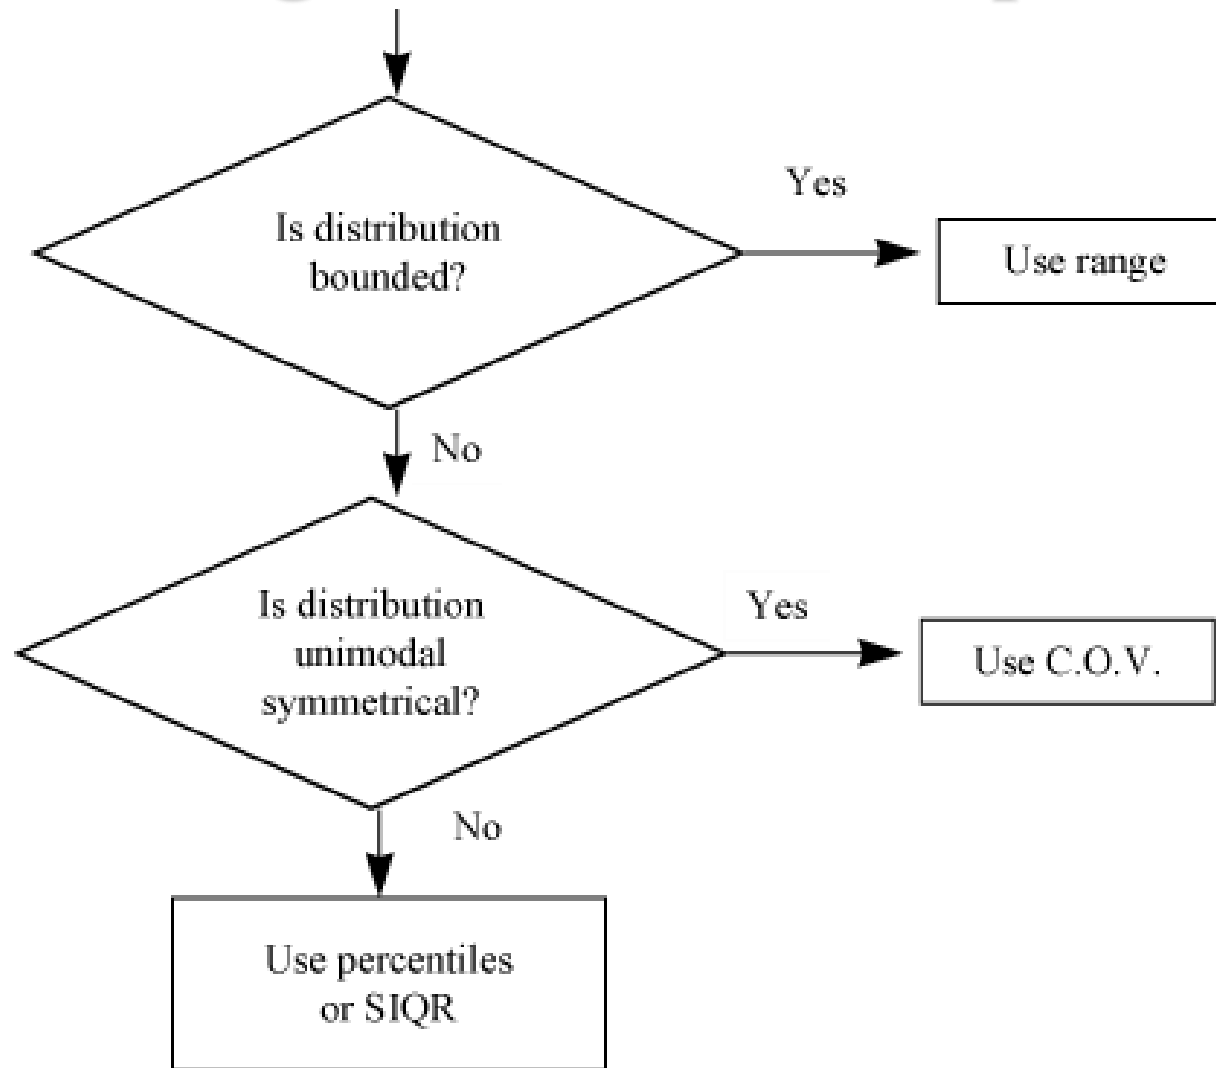 Is distribution
bounded?
Yes
Use range
No
Is distribution
unimodal
symmetrical?
Yes
Use C.O.V.
No
Use percentiles
or SIQR